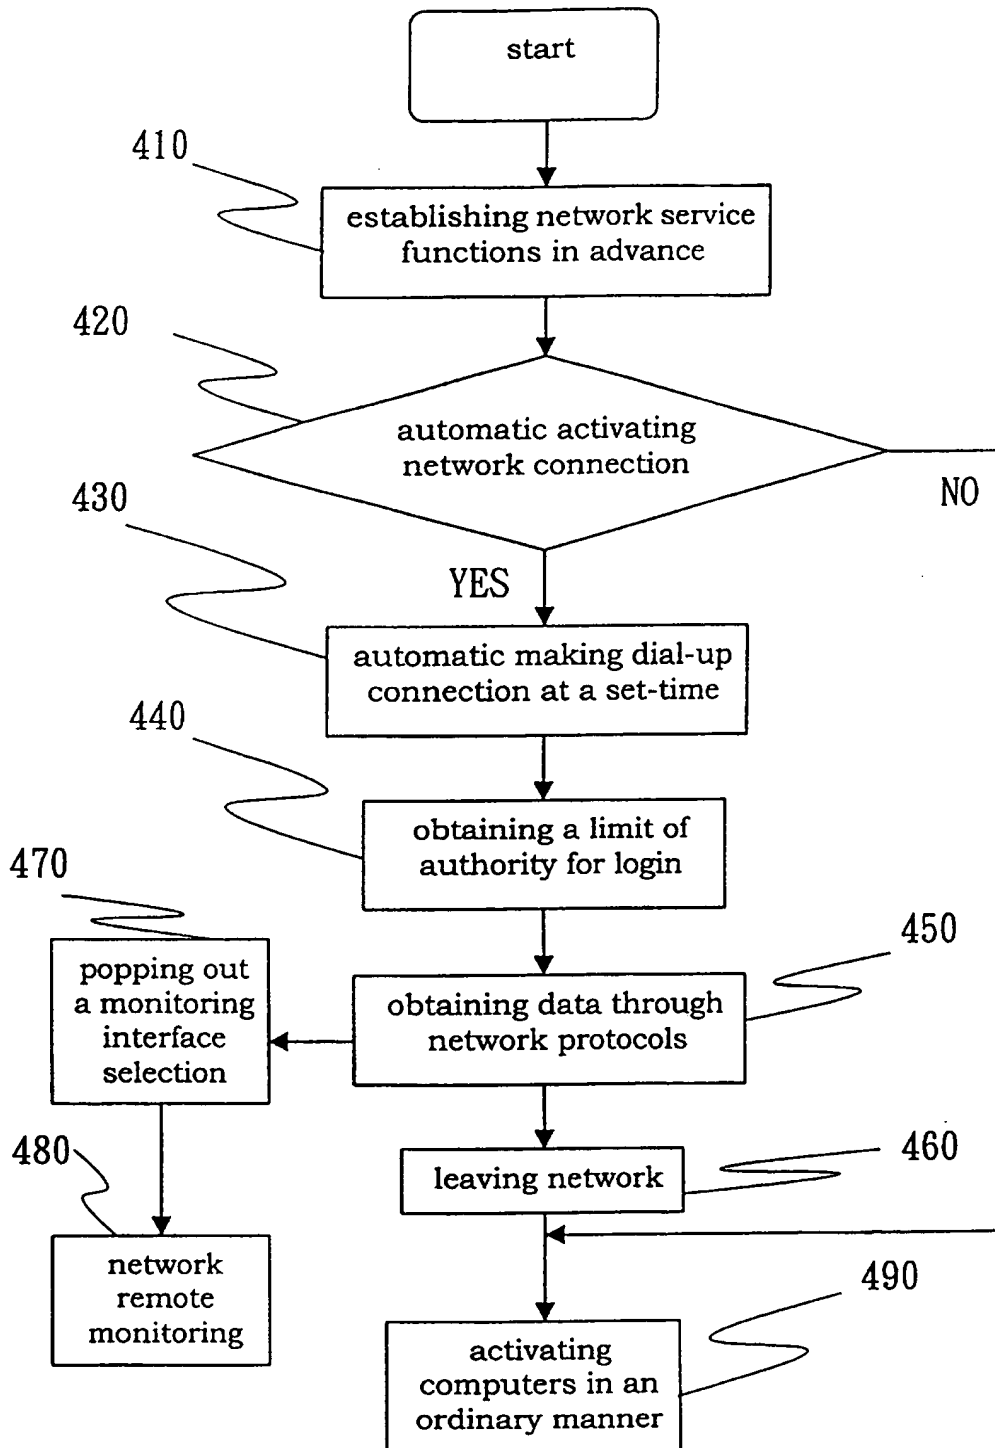 start
410
establishing network service
functions in advance
420
automatic activating
network connection
NO
430
YES
automatic making dial-up
connection at a set-time
440
obtaining a limit of
authority for login
470
450
popping out
a monitoring
interface
selection
obtaining data through
network protocols
480
460
leaving network
network
remote
monitoring
490
activating
computers in an
ordinary manner